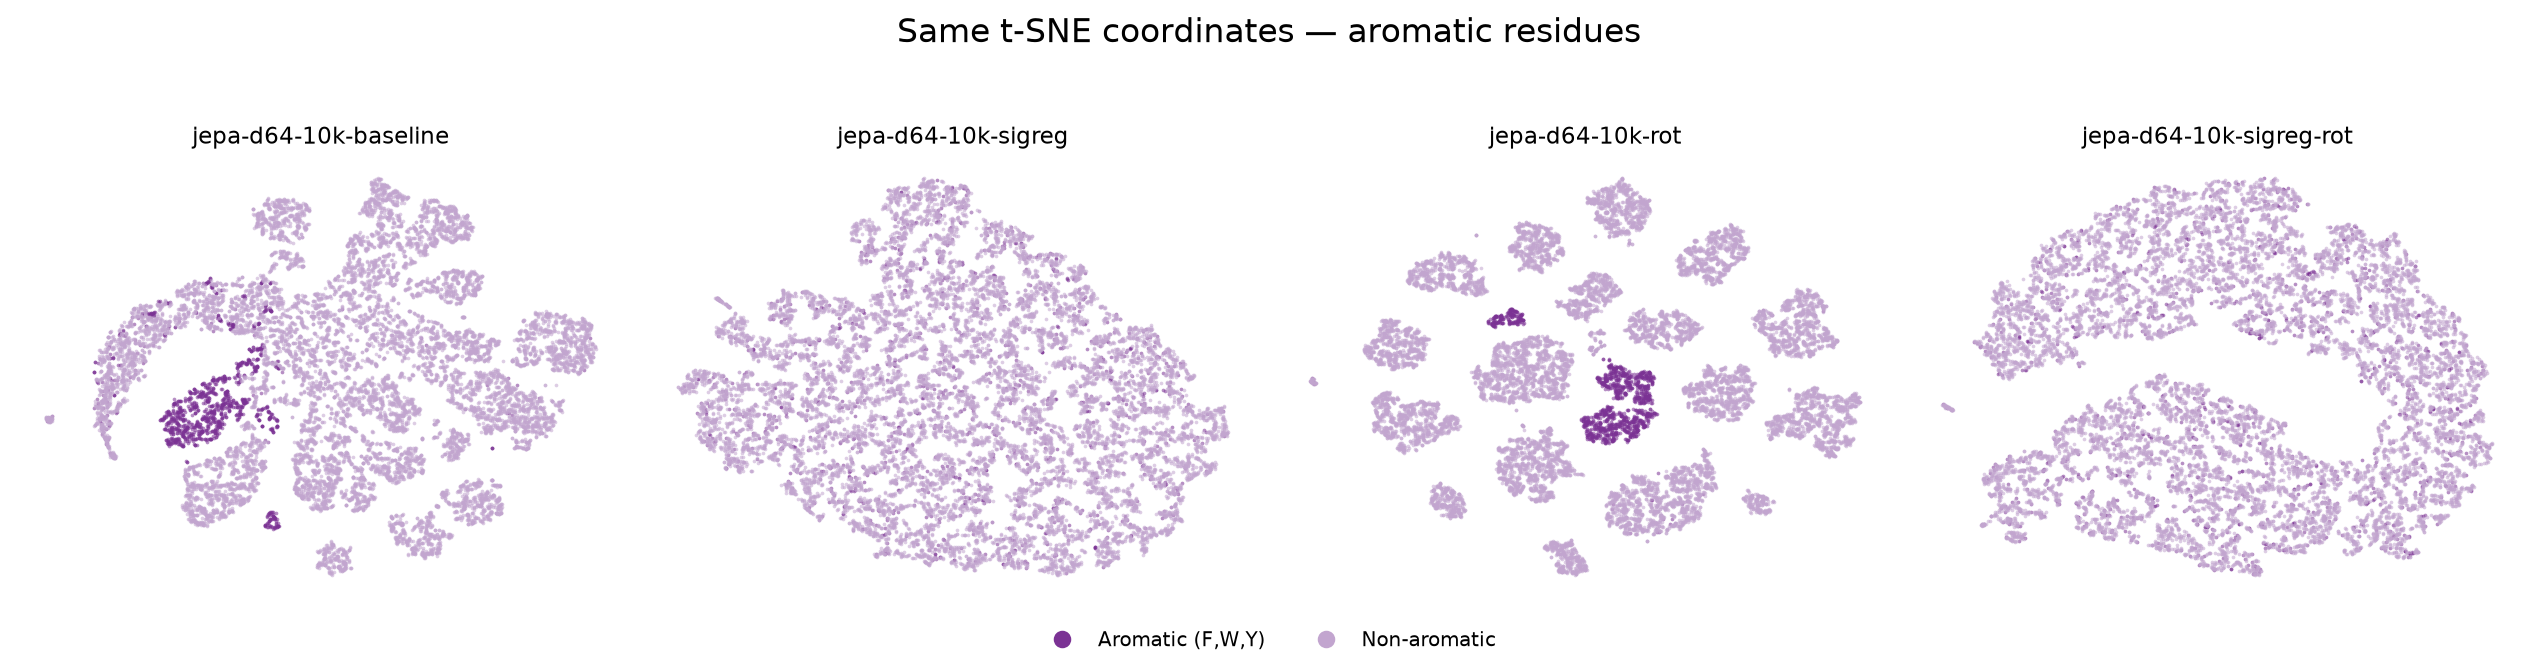 Same t-SNE coordinates — aromatic residues
jepa-d64-10k-baseline
jepa-d64-10k-sigreg
jepa-d64-10k-rot
jepa-d64-10k-sigreg-rot
Aromatic (F,W,Y)
Non-aromatic